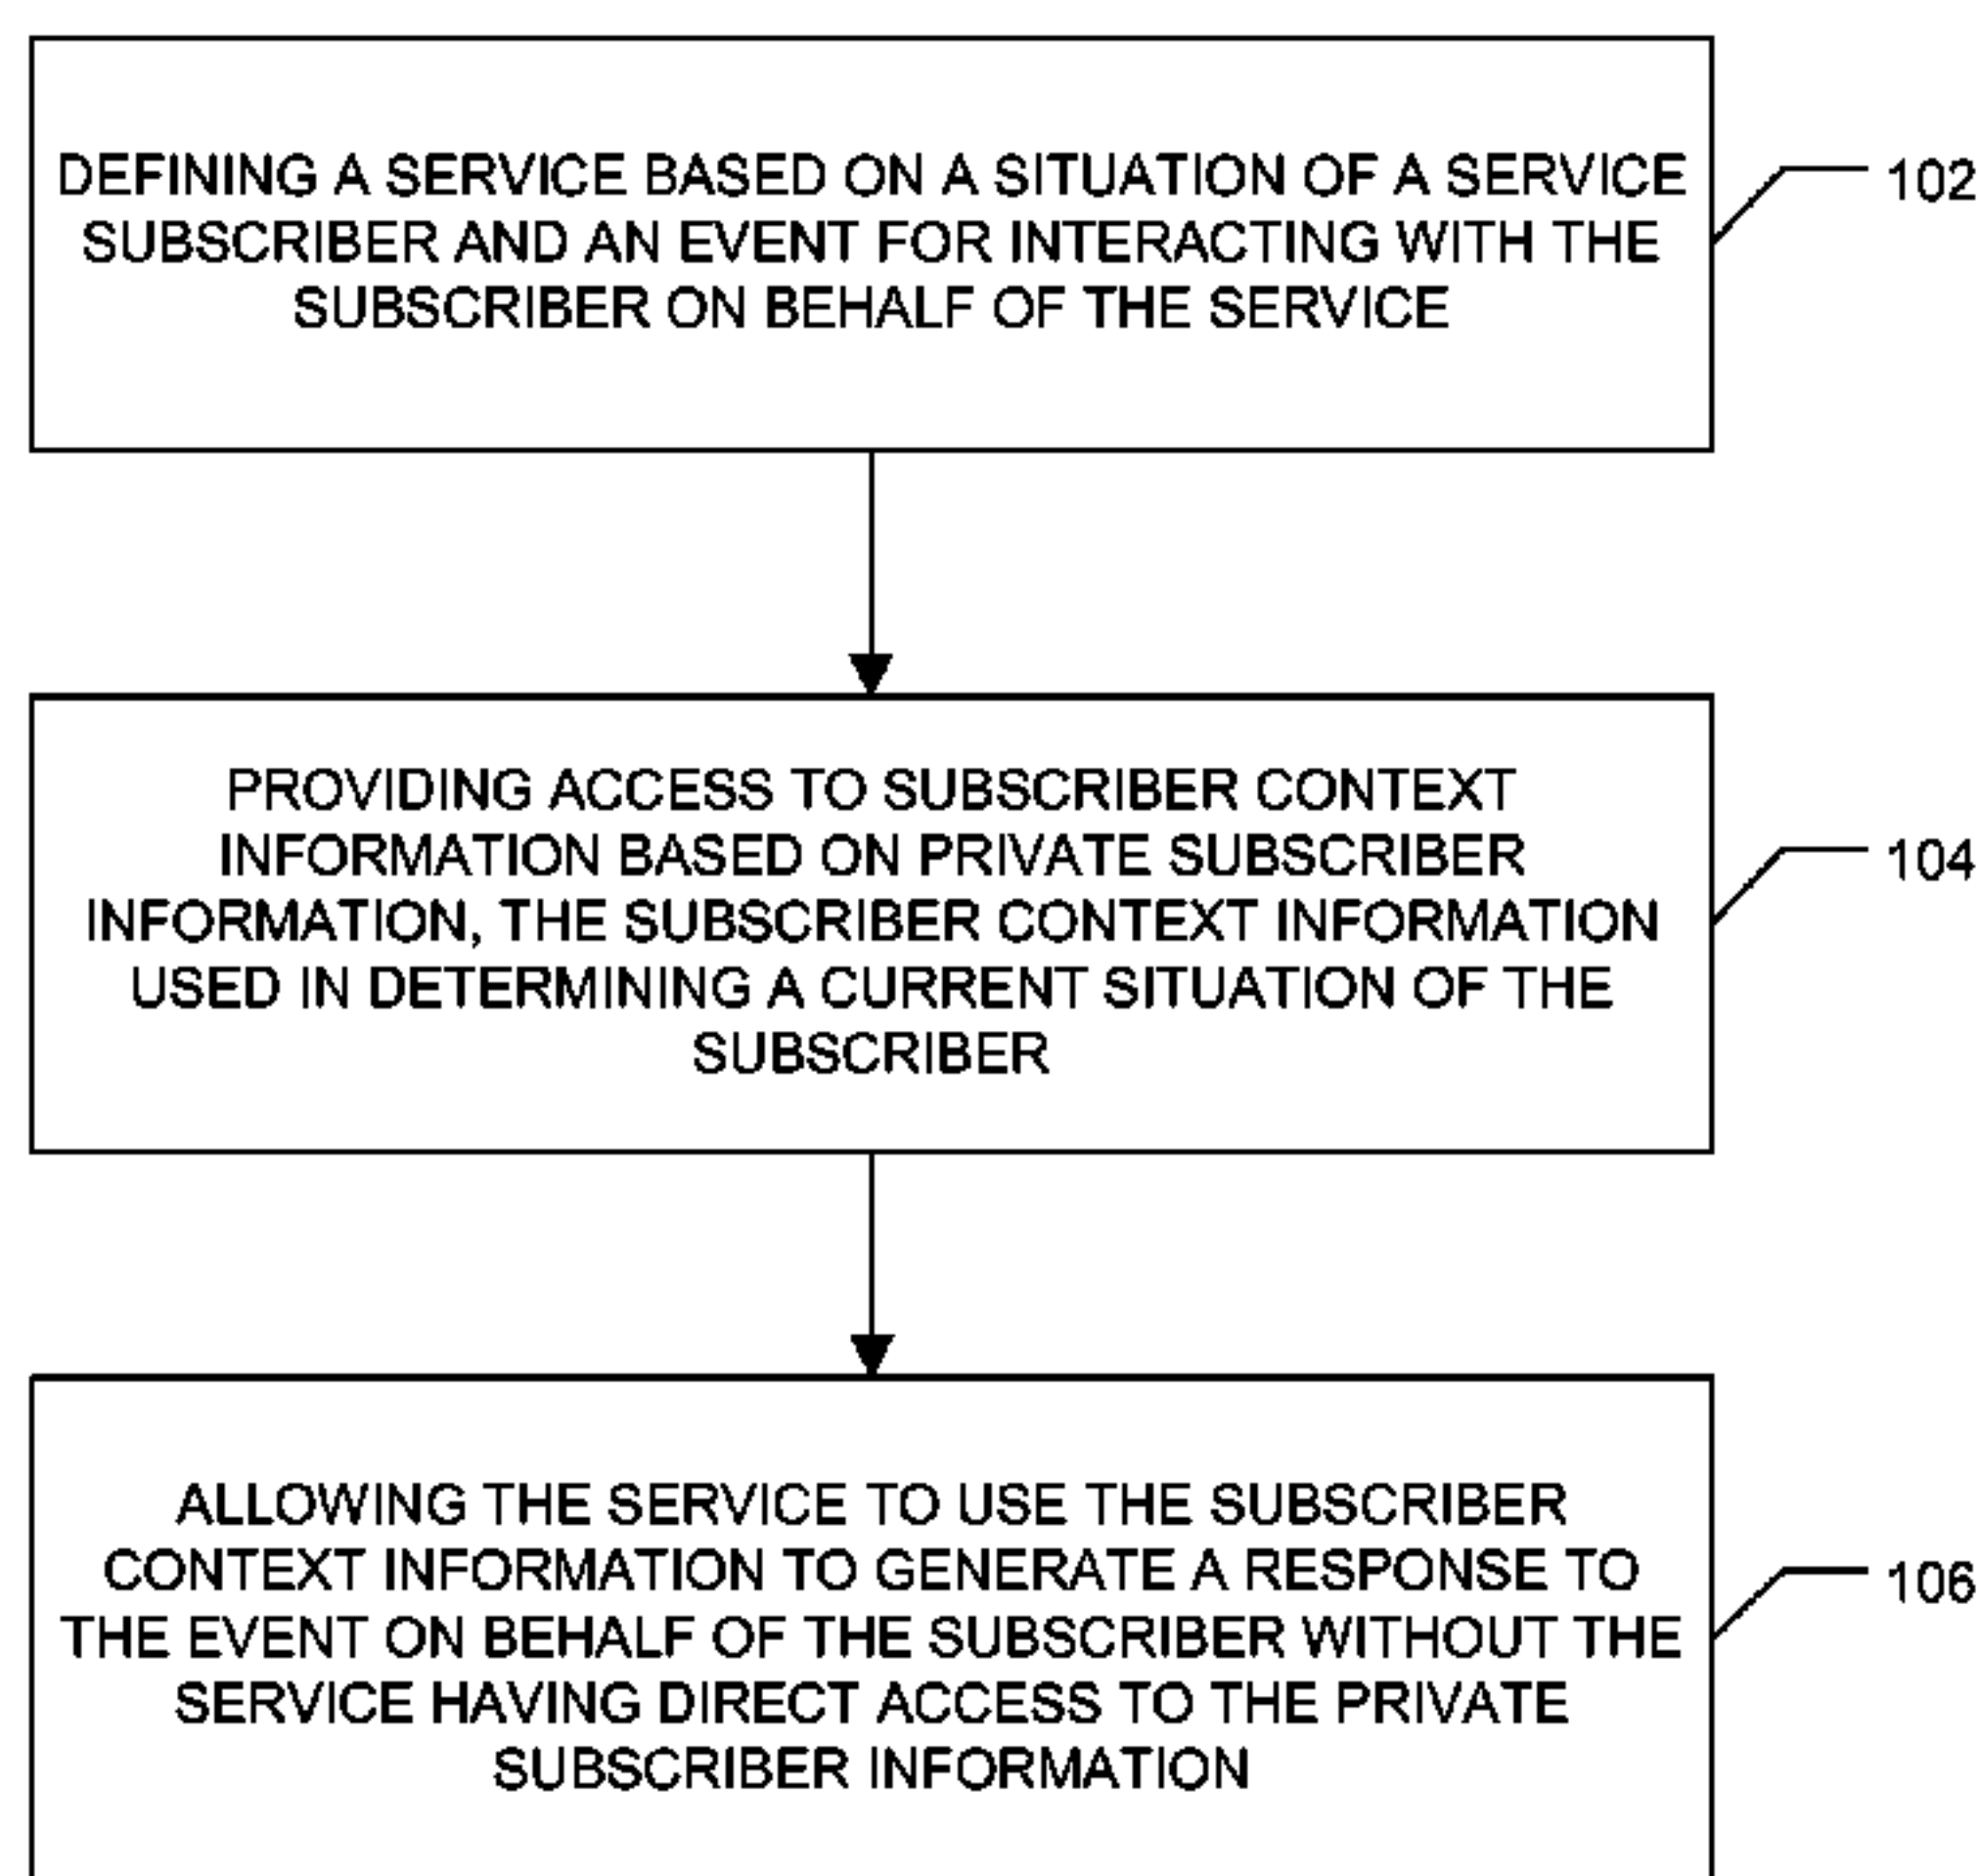 DEFINING A SERVICE BASED ON A SITUATION OF A SERVICE
SUBSCRIBER AND AN EVENT FOR INTERACTING WITH THE
SUBSCRIBER ON BEHALF OF THE SERVICE
102
PROVIDING ACCESS TO SUBSCRIBER CONTEXT
INFORMATION BASED ON PRIVATE SUBSCRIBER
INFORMATION, THE SUBSCRIBER CONTEXT INFORMATION
USED IN DETERMINING A CURRENT SITUATION OF THE
SUBSCRIBER
104
ALLOWING THE SERVICE TO USE THE SUBSCRIBER
CONTEXT INFORMATION TO GENERATE A RESPONSE TO
THE EVENT ON BEHALF OF THE SUBSCRIBER WITHOUT THE
SERVICE HAVING DIRECT ACCESS TO THE PRIVATE
SUBSCRIBER INFORMATION
106